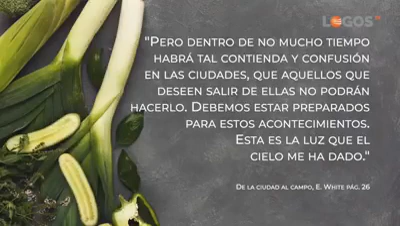 LOGOS
"Pero dentro de no mucho tiempo
habrá tal contienda y confusión
en las ciudades, que aquellos que
deseen salir de ellas no podrán
hacerlo. Debemos estar preparados
para estos acontecimientos.
Esta es la luz que el
cielo me ha dado."
De la ciudad al campo, E. White pág. 26